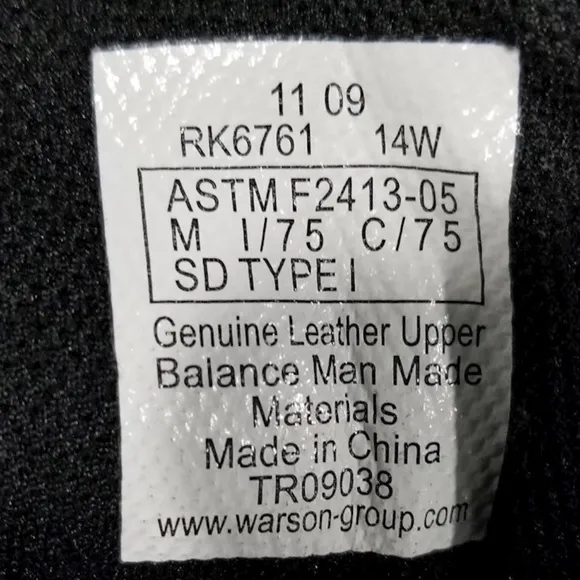 11 09
RK6761 14W
ASTM F2413-05
M I/75 C/75
SD TYPE I
Genuine Leather Upper
Balance Man Made
Materials
Made in China
TR09038
www.warson-group.com